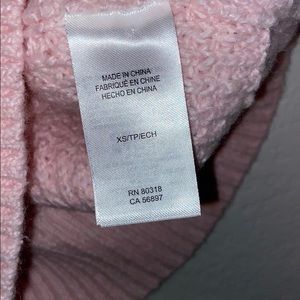 MADE IN CHINA
FABRIQUÉ EN CHINE
HECHO EN CHINA
XS/TP/ECH
RN 80318
CA 56897